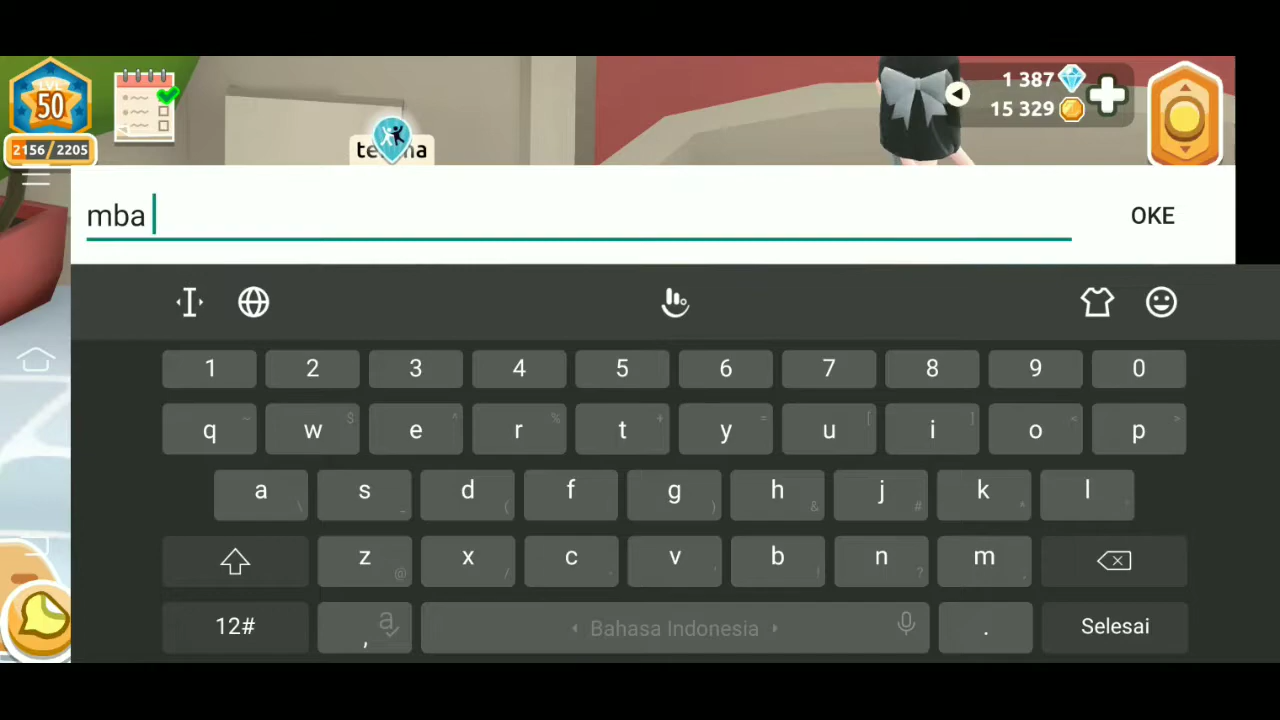 LVL
50
2156/2205
1 387
15 329
mba
OKE
1 2 3 4 5 6 7 8 9 0
q w e r t y u i o p
a s d f g h j k l
z x c v b n m
12# , Bahasa Indonesia . Selesai